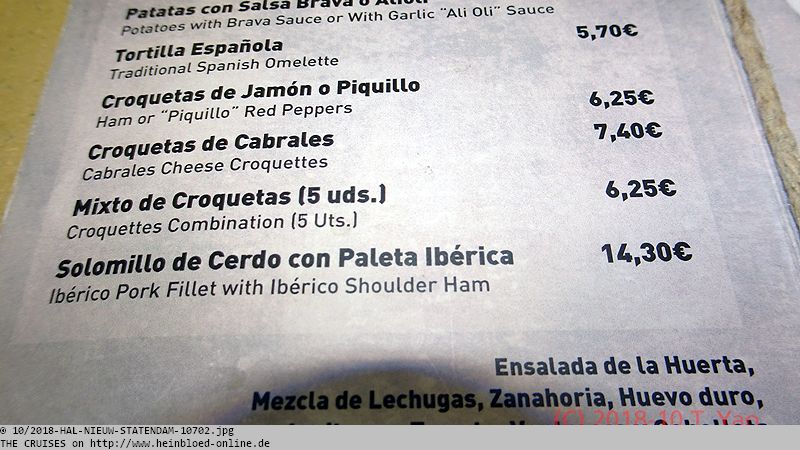 Patatas con Salsa Brava o Alioli
Potatoes with Brava Sauce or With Garlic "Ali Oli" Sauce
Tortilla Española 5,70€
Traditional Spanish Omelette
Croquetas de Jamón o Piquillo 6,25€
Ham or "Piquillo" Red Peppers
Croquetas de Cabrales 7,40€
Cabrales Cheese Croquettes
Mixto de Croquetas (5 uds.) 6,25€
Croquettes Combination (5 Uts.)
Solomillo de Cerdo con Paleta Ibérica 14,30€
Ibérico Pork Fillet with Ibérico Shoulder Ham
Ensalada de la Huerta,
Mezcla de Lechugas, Zanahoria, Huevo duro,
(C) 2018-10 T. Yao
© 10/2018-HAL-NIEUW-STATENDAM-10702.jpg
THE CRUISES on http://www.heinbloed-online.de